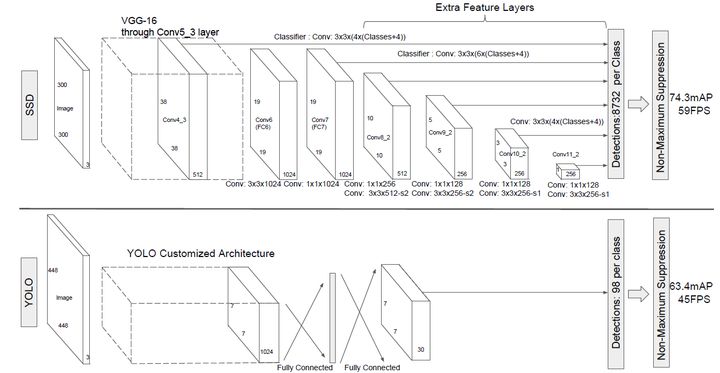 Extra Feature Layers
VGG-16
through Conv5_3 layer
Classifier : Conv: 3x3x(4x(Classes+4))
Classifier : Conv: 3x3x(6x(Classes+4))
SSD
300
Image
300
3
38
Conv4_3
38
512
19
Conv6
(FC6)
19
1024
19
Conv7
(FC7)
19
1024
10
Conv8_2
10
512
5
Conv9_2
5
256
Conv: 3x3x(4x(Classes+4))
3
Conv10_2
3
256
Conv11_2
1
256
Detections:8732 per Class
Non-Maximum Suppression
74.3mAP
59FPS
Conv: 3x3x1024
Conv: 1x1x1024
Conv: 1x1x256
Conv: 3x3x512-s2
Conv: 1x1x128
Conv: 3x3x256-s2
Conv: 1x1x128
Conv: 3x3x256-s1
Conv: 1x1x128
Conv: 3x3x256-s1
YOLO Customized Architecture
YOLO
448
Image
448
3
7
7
1024
Fully Connected
Fully Connected
7
7
30
Detections: 98 per class
Non-Maximum Suppression
63.4mAP
45FPS